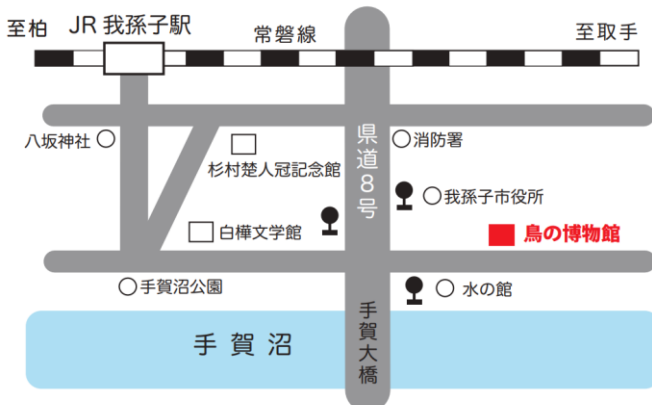 至柏
JR 我孫子駅
常磐線
至取手
八坂神社
杉村楚人冠記念館
県道8号
消防署
我孫子市役所
白樺文学館
鳥の博物館
手賀沼公園
水の館
手賀沼
手賀大橋